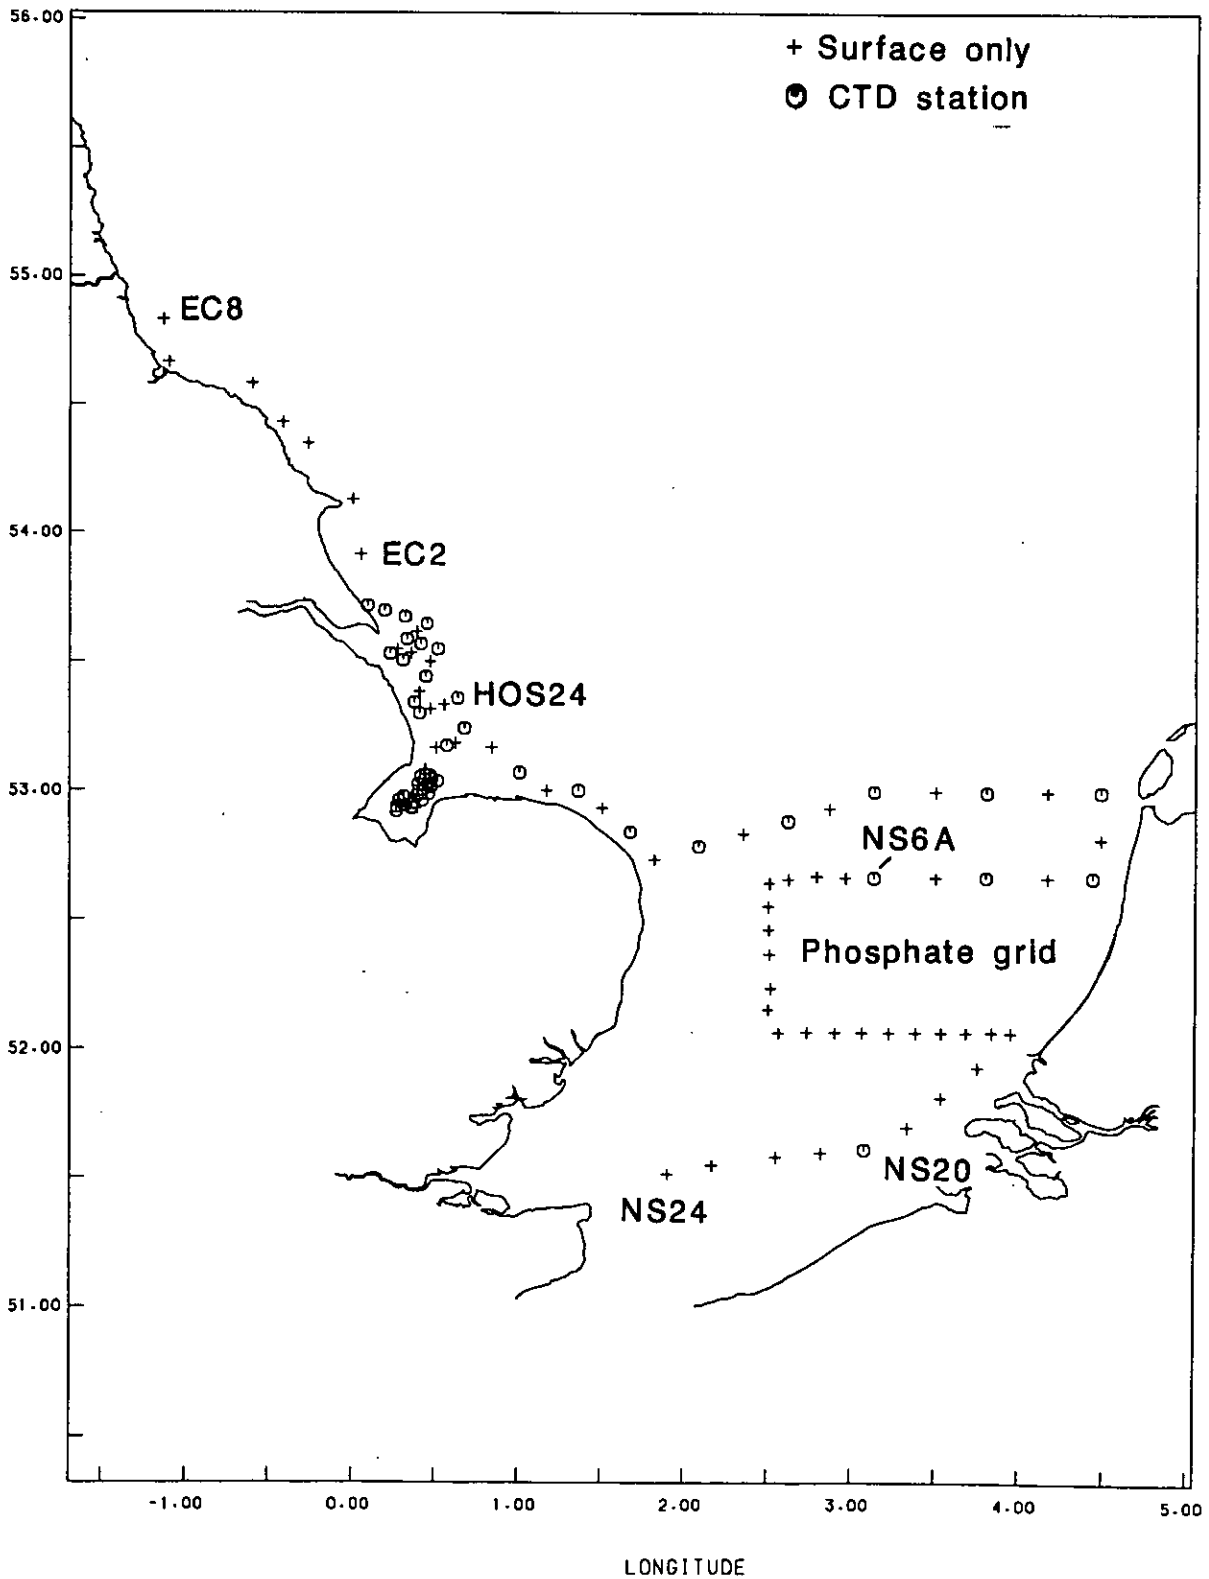 56.00
+ Surface only
CTD station
55.00
EC8
54.00
EC2
HOS24
53.00
NS6A
Phosphate grid
52.00
NS20
NS24
51.00
-1.00 0.00 1.00 2.00 3.00 4.00 5.00
LONGITUDE